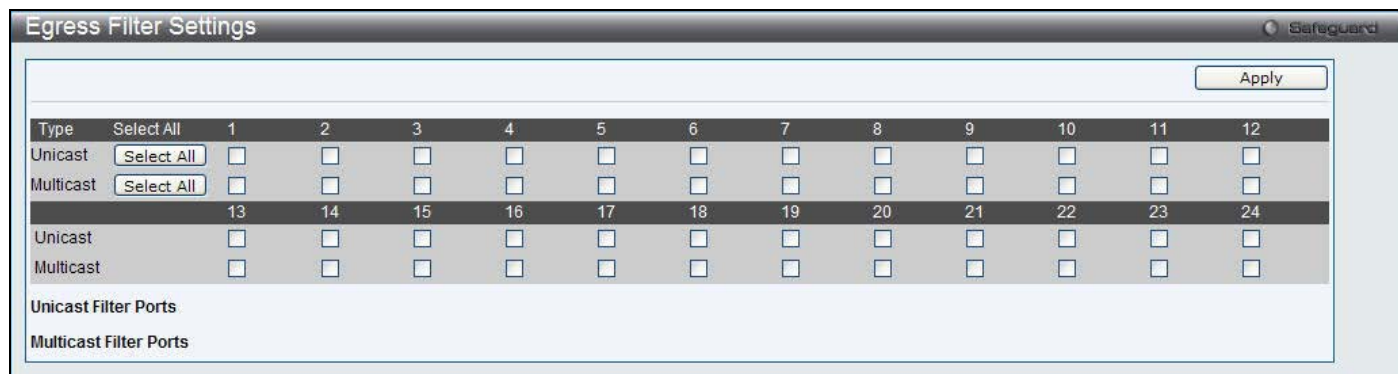 Egress Filter Settings
Safeguard
Apply
Type Select All 1 2 3 4 5 6 7 8 9 10 11 12
Unicast Select All
Multicast Select All
13 14 15 16 17 18 19 20 21 22 23 24
Unicast
Multicast
Unicast Filter Ports
Multicast Filter Ports